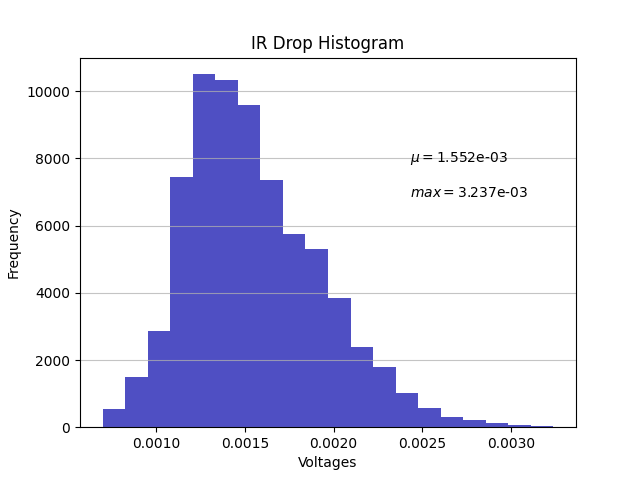 IR Drop Histogram
10000
8000
6000
4000
2000
0
Frequency
μ = 1.552e-03
max = 3.237e-03
0.0010 0.0015 0.0020 0.0025 0.0030
Voltages